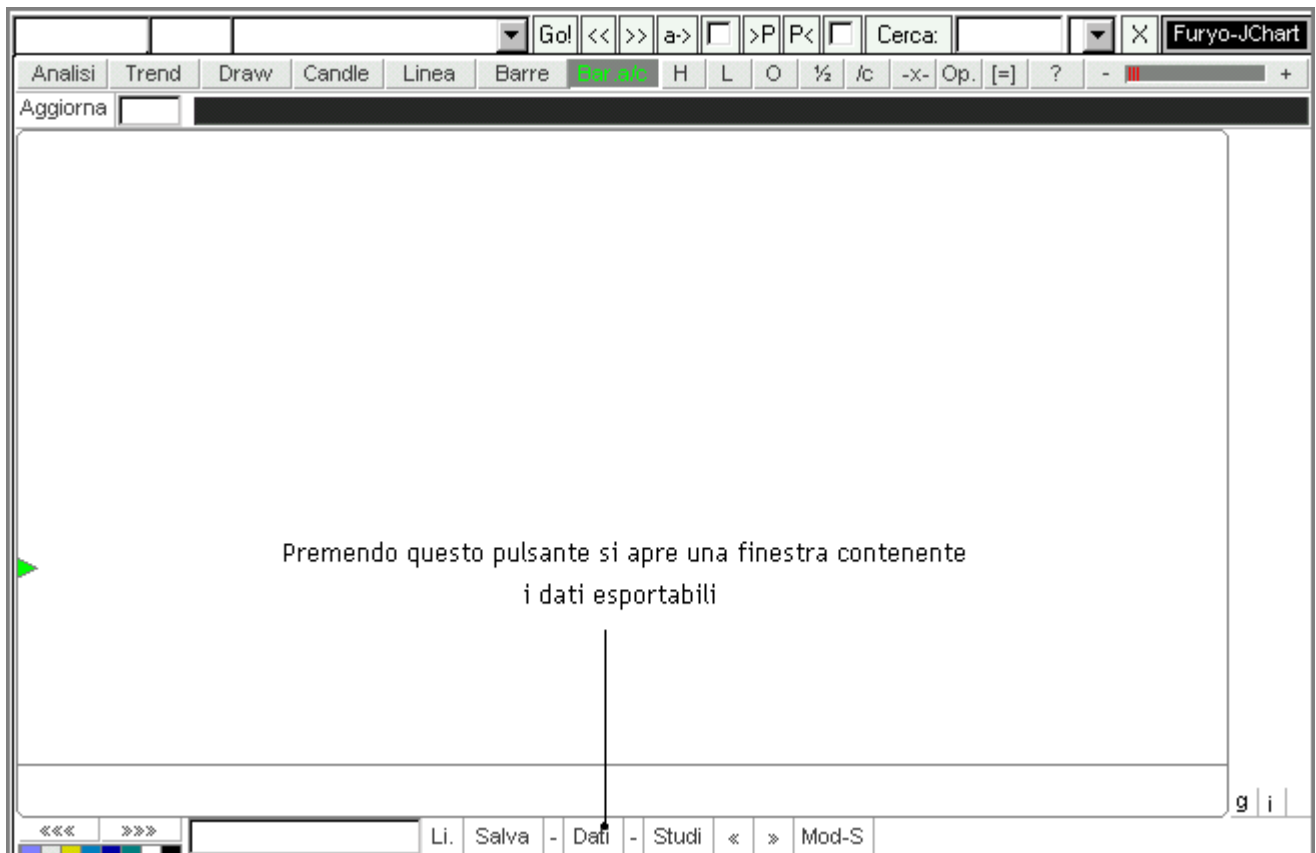 Go! << >> a-> >P P< Cerca: X Furyo-JChart
Analisi Trend Draw Candle Linea Barre Bar.a/c H L O ½ /c -x- Op. [=] ? - +
Aggiorna
Premendo questo pulsante si apre una finestra contenente
i dati esportabili
g i
««« »»» Li. Salva - Dati - Studi « » Mod-S